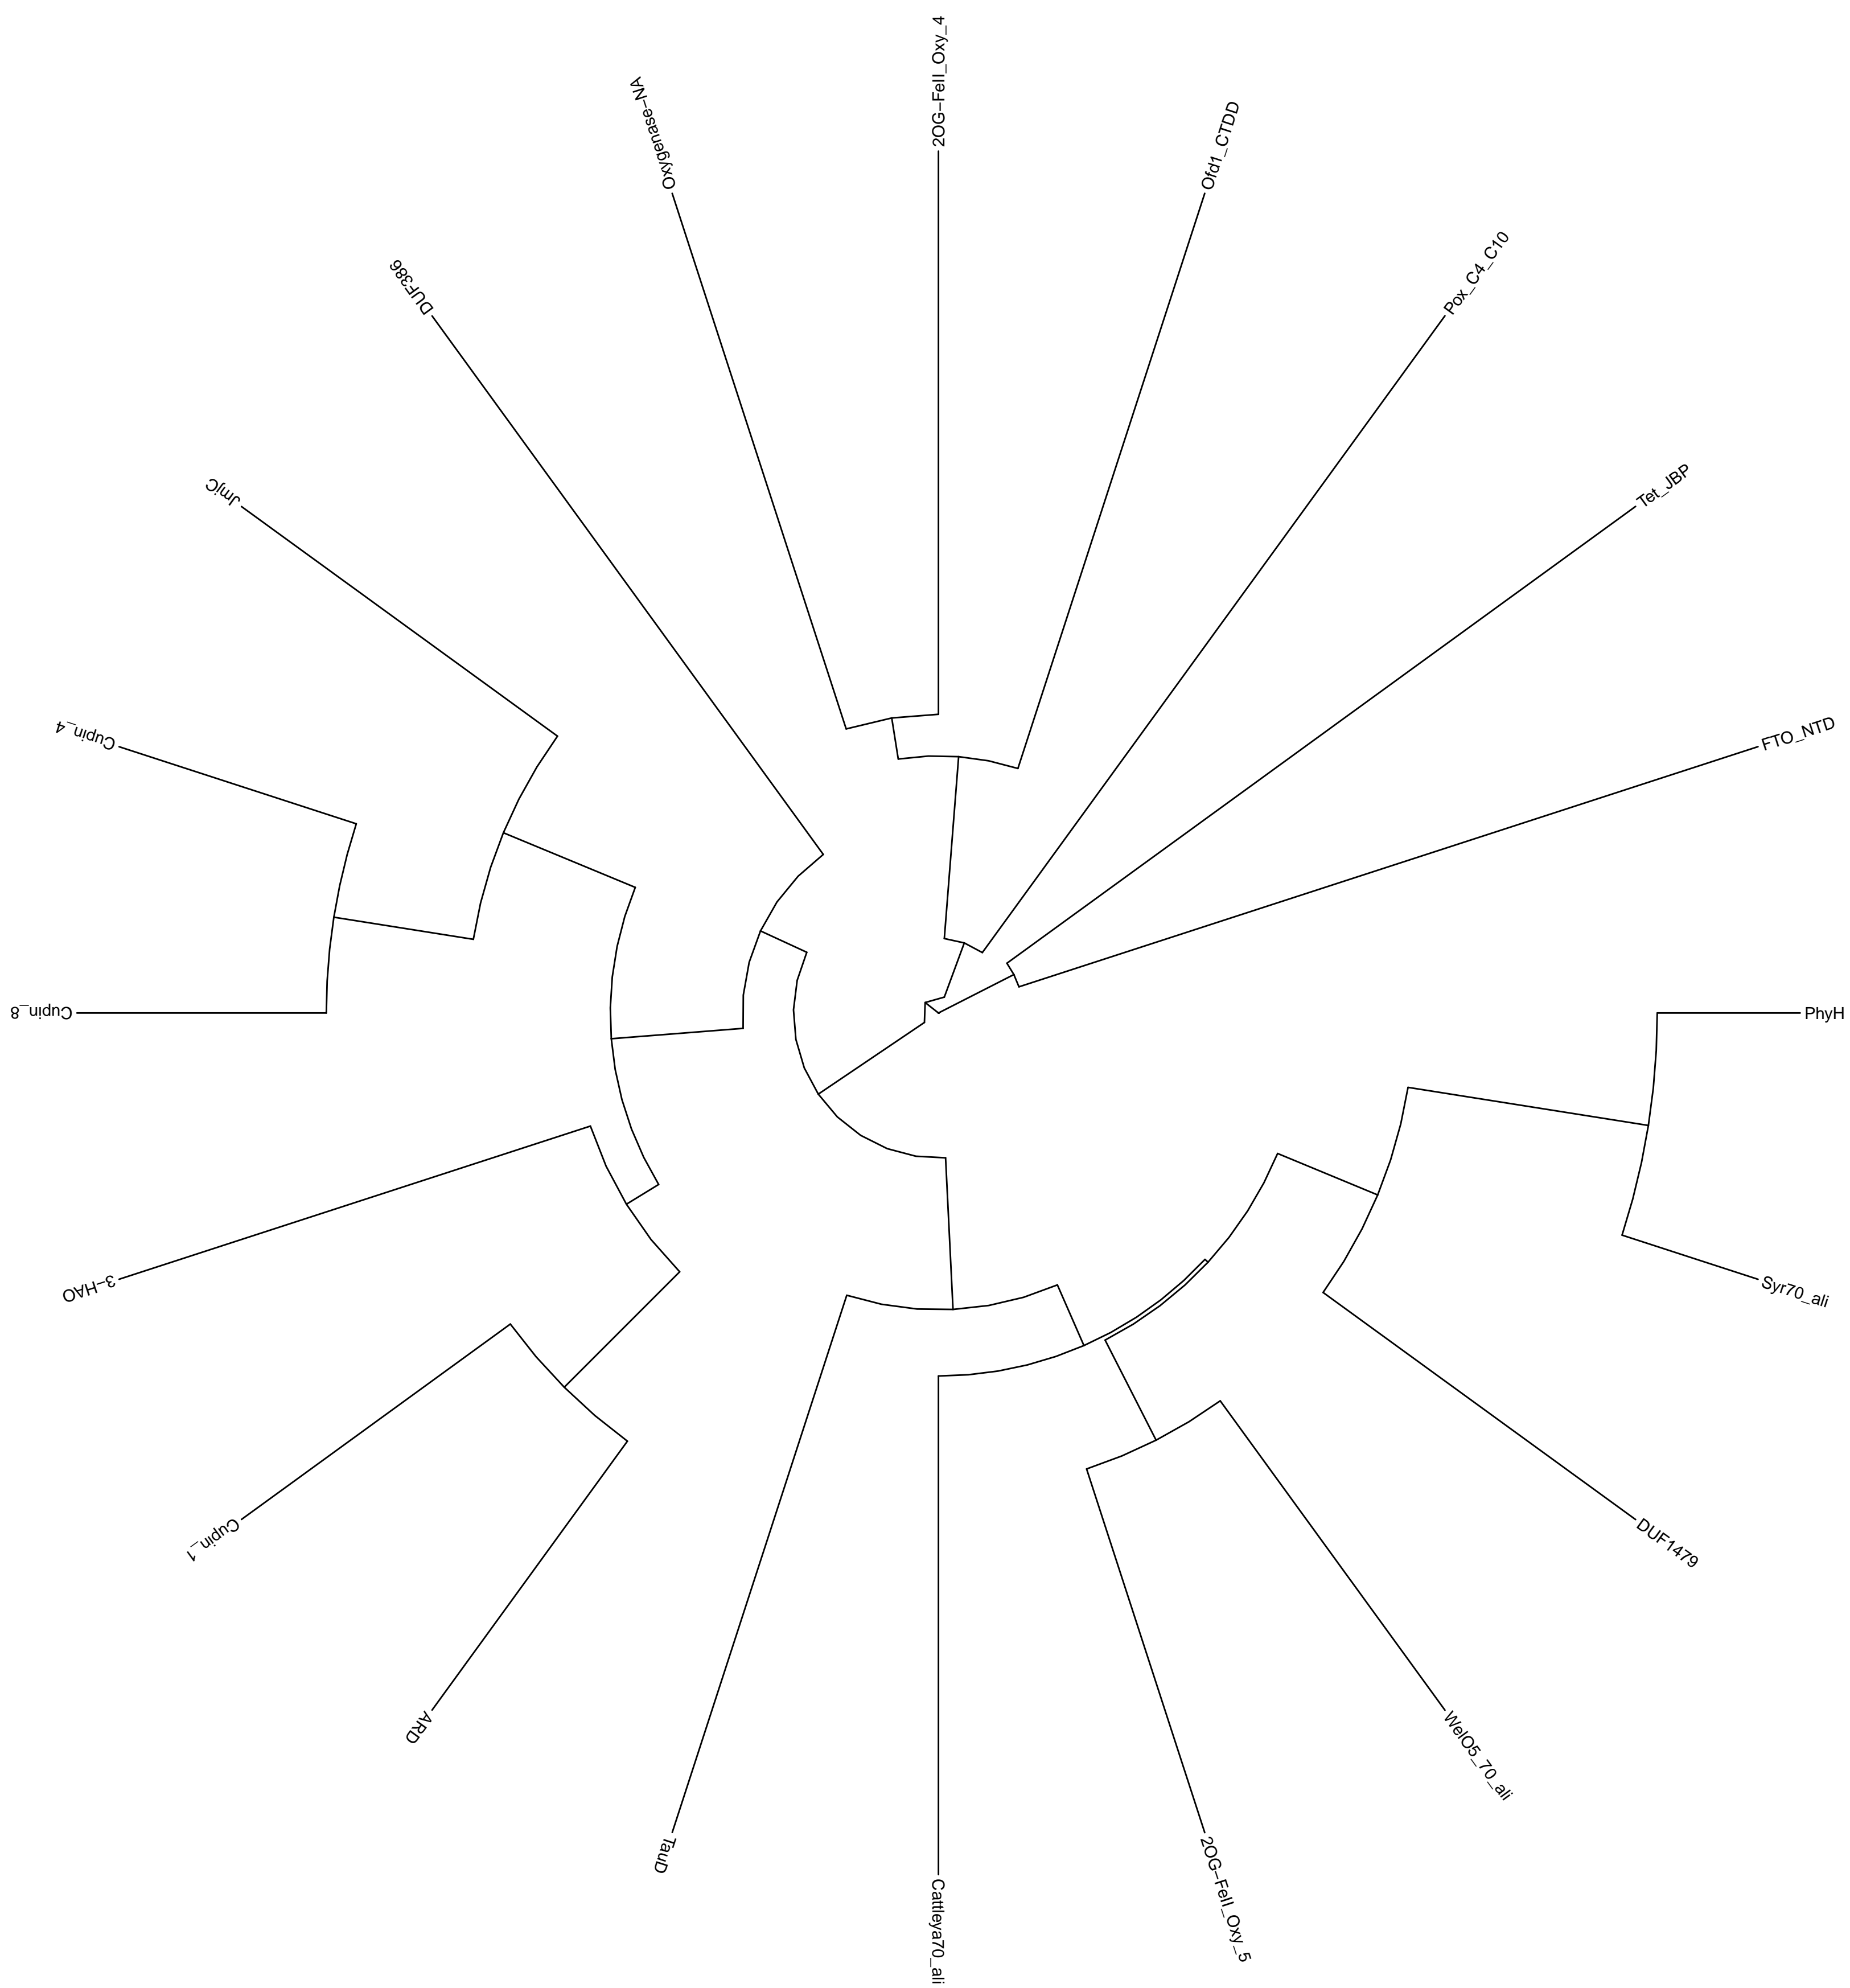 2OG−FeII_Oxy_4
Oxygenase−NA
Ofd1_CTDD
Pox_C4_C10
DUF386
Tet_JBP
JmjC
FTO_NTD
Cupin_4
Cupin_8
PhyH
3−HAO
Syr70_ali
Cupin_1
DUF1479
ARD
WelO5_70_ali
TauD
2OG−FeII_Oxy_5
Cattleya70_ali